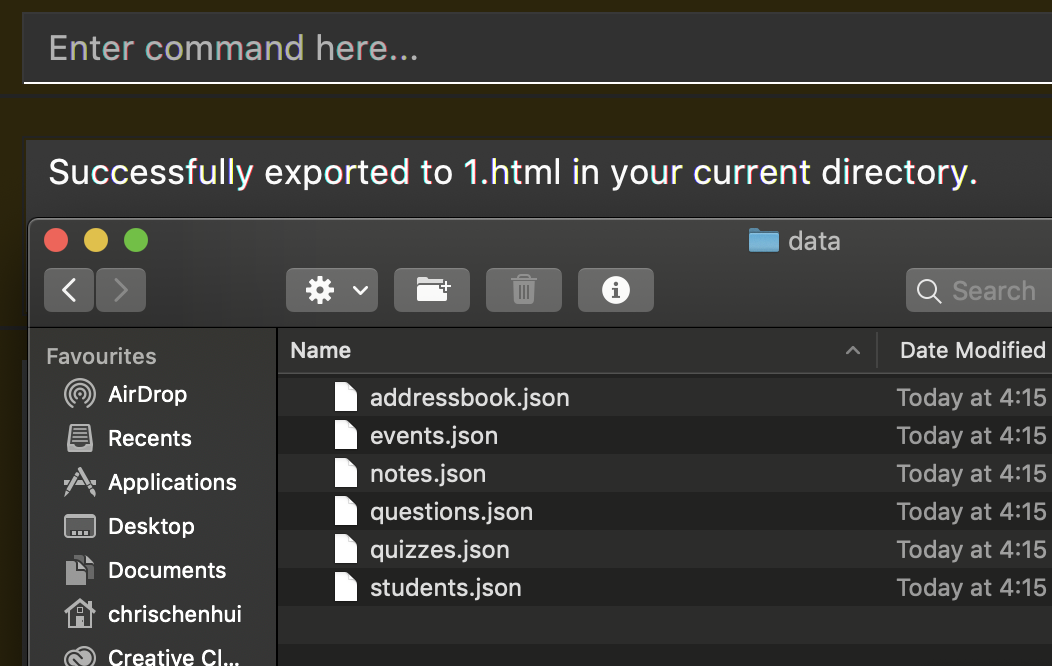 Enter command here...
Successfully exported to 1.html in your current directory.
data
Search
Favourites
AirDrop
Recents
Applications
Desktop
Documents
chrischenhui
Creative Cl...
Name
Date Modified
addressbook.json
Today at 4:15
events.json
Today at 4:15
notes.json
Today at 4:15
questions.json
Today at 4:15
quizzes.json
Today at 4:15
students.json
Today at 4:15